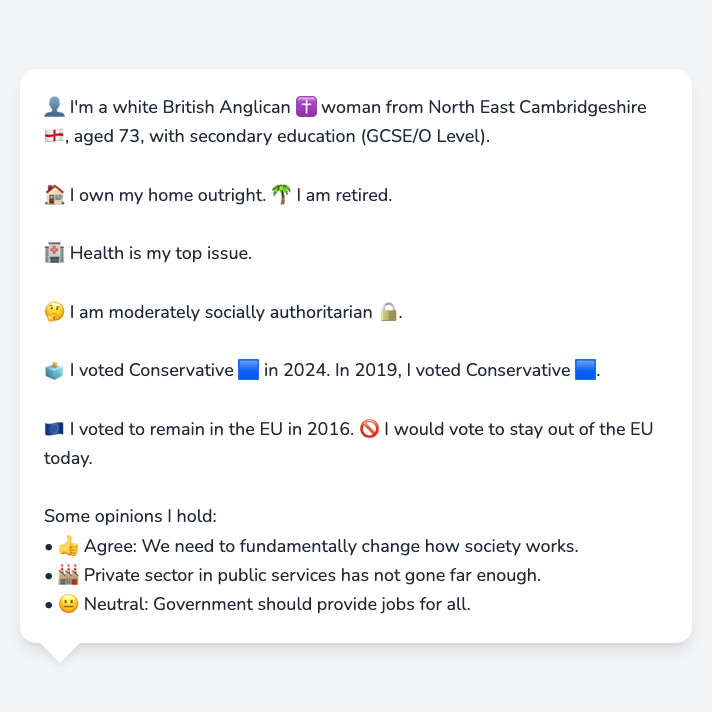 👤 I'm a white British Anglican ✝️ woman from North East Cambridgeshire
🏴󠁧󠁢󠁥󠁮󠁧󠁿, aged 73, with secondary education (GCSE/O Level).
🏠 I own my home outright. 🌴 I am retired.
🏥 Health is my top issue.
🤔 I am moderately socially authoritarian 🔒.
🗳️ I voted Conservative 🟦 in 2024. In 2019, I voted Conservative 🟦.
🇪🇺 I voted to remain in the EU in 2016. 🚫 I would vote to stay out of the EU
today.
Some opinions I hold:
• 👍 Agree: We need to fundamentally change how society works.
• 🏭 Private sector in public services has not gone far enough.
• 😐 Neutral: Government should provide jobs for all.